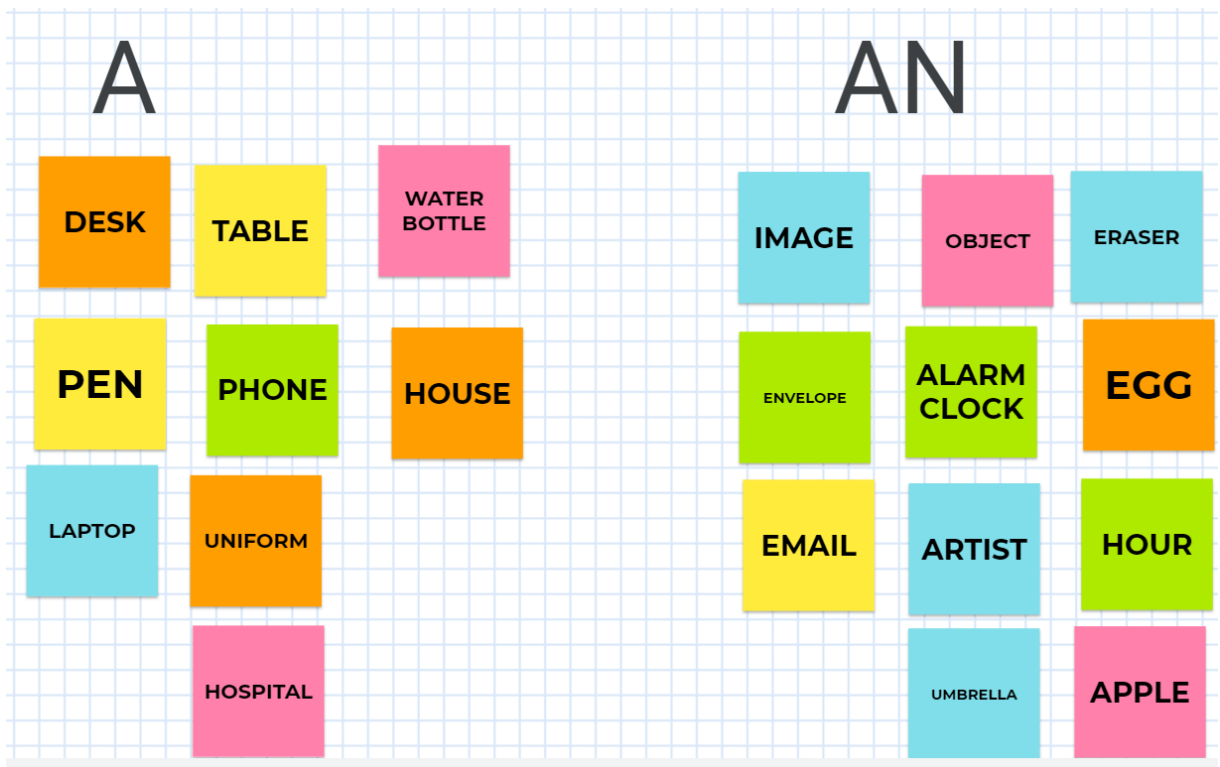 A
AN
DESK
TABLE
WATER
BOTTLE
IMAGE
OBJECT
ERASER
PEN
PHONE
HOUSE
ENVELOPE
ALARM
CLOCK
EGG
LAPTOP
UNIFORM
EMAIL
ARTIST
HOUR
HOSPITAL
UMBRELLA
APPLE